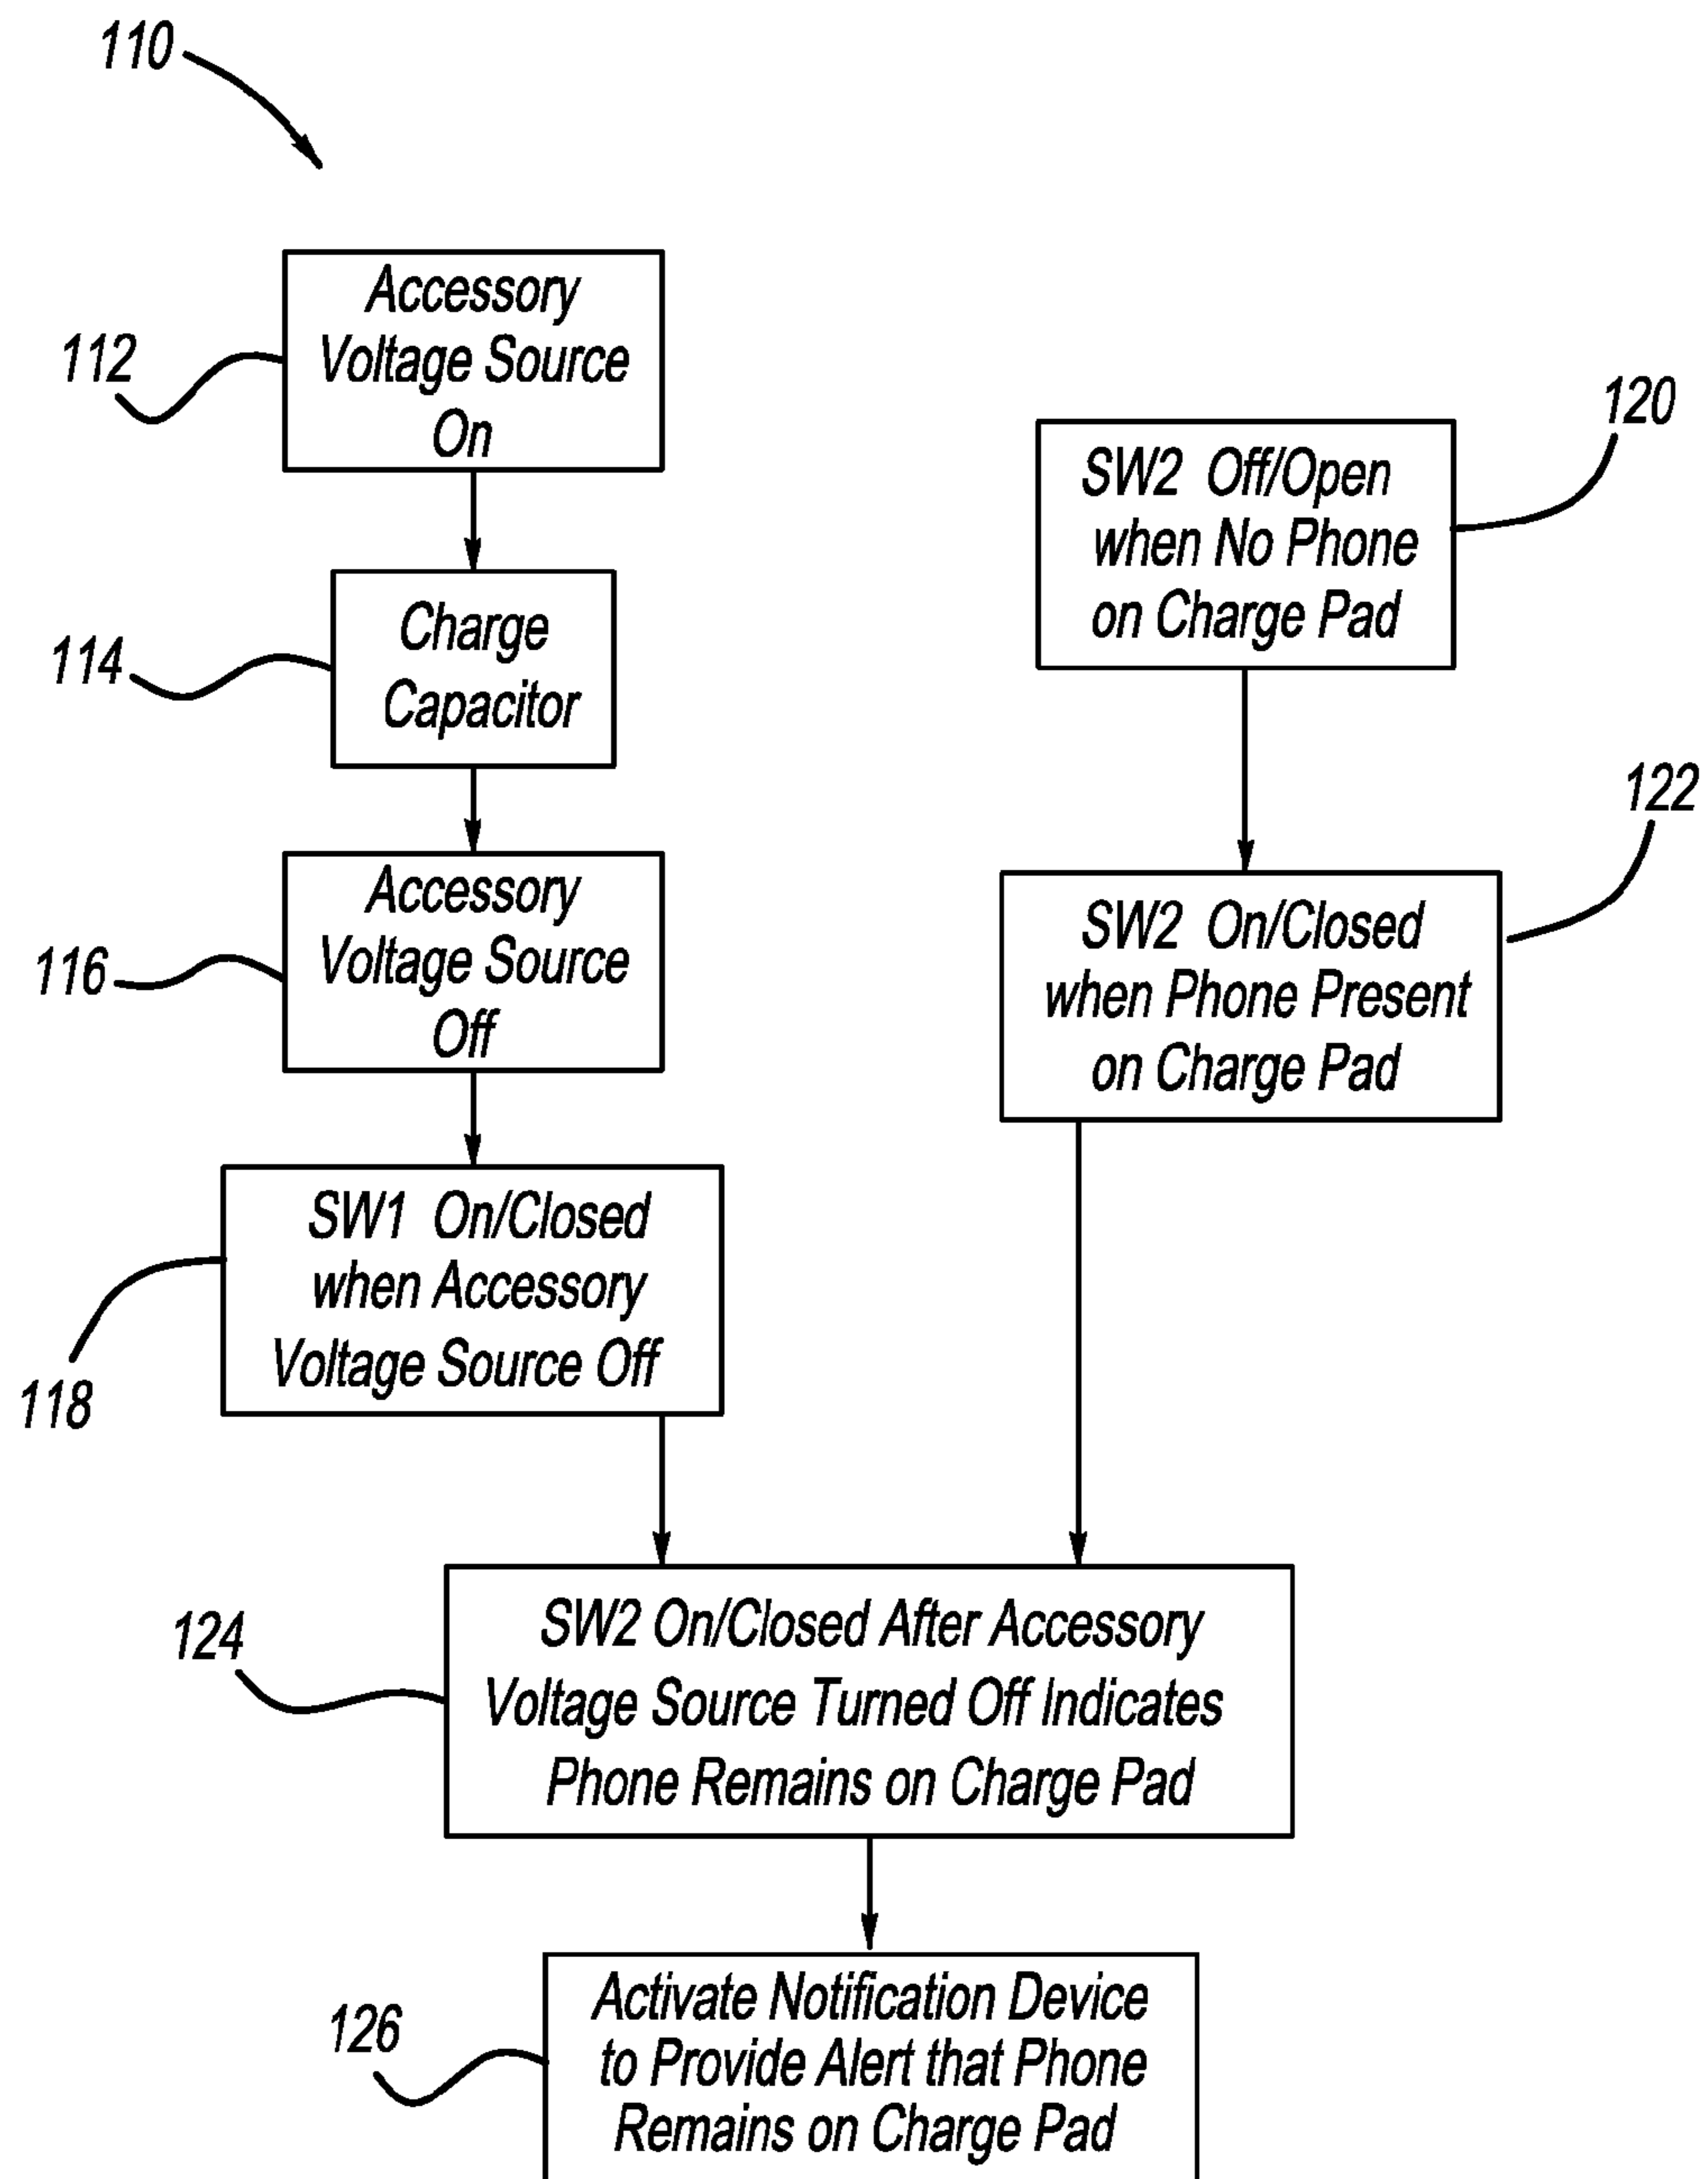 110
112
Accessory
Voltage Source
On
114
Charge
Capacitor
116
Accessory
Voltage Source
Off
118
SW1 On/Closed
when Accessory
Voltage Source Off
120
SW2 Off/Open
when No Phone
on Charge Pad
122
SW2 On/Closed
when Phone Present
on Charge Pad
124
SW2 On/Closed After Accessory
Voltage Source Turned Off Indicates
Phone Remains on Charge Pad
126
Activate Notification Device
to Provide Alert that Phone
Remains on Charge Pad